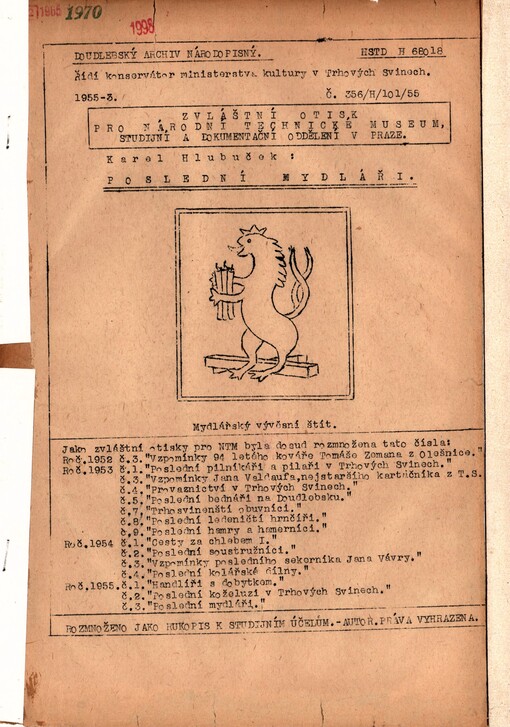 1970
1998
DOUDLEBSKÝ ARCHIV NÁRODOPISNÝ. HSTD H 68018
Řídí konservátor ministerstva kultury v Trhových Svinech.
1955-3. č. 356/H/101/55
ZVLÁŠTNÍ OTISK
PRO NÁRODNÍ TECHNICKÉ MUSEUM,
STUDIJNÍ A DOKUMENTAČNÍ ODDĚLENÍ V PRAZE.
Karel Hlubuček:
POSLEDNÍ MYDLÁŘI.
Mydlářský vývěsní štít.
Jako zvláštní otisky pro NTM byla dosud rozmnožena tato čísla:
Roč.1952 č.3."Vzpomínky 94 letého kováře Tomáše Zemana z Olešnice."
Roč.1953 č.1."Poslední pilníkáři a pilaři v Trhových Svinech."
č.3."Vzpomínky Jana Valdaufa,nejstaršího kartáčníka z T.S.
č.4."Provaznictví v Trhových Svinech."
č.5."Poslední bednáři na Doudlebsku."
č.7."Trhosvinenští obuvníci."
č.8."Poslední ledeničtí hrnčíři."
č.9."Poslední hamry a hamerníci."
Roč.1954 č.1."Cesty za chlebem I."
č.2."Poslední soustružníci."
č.3."Vzpomínky posledního sekerníka Jana Vávry."
č.4."Poslední kolářské dílny."
Roč.1955.č.1."Handlíři s dobytkem."
č.2."Poslední koželuzi v Trhových Svinech."
č.3."Poslední mydláři."
ROZMNOŽENO JAKO RUKOPIS K STUDIJNÍM ÚČELŮM.-AUTOR.PRÁVA VYHRAZENA.